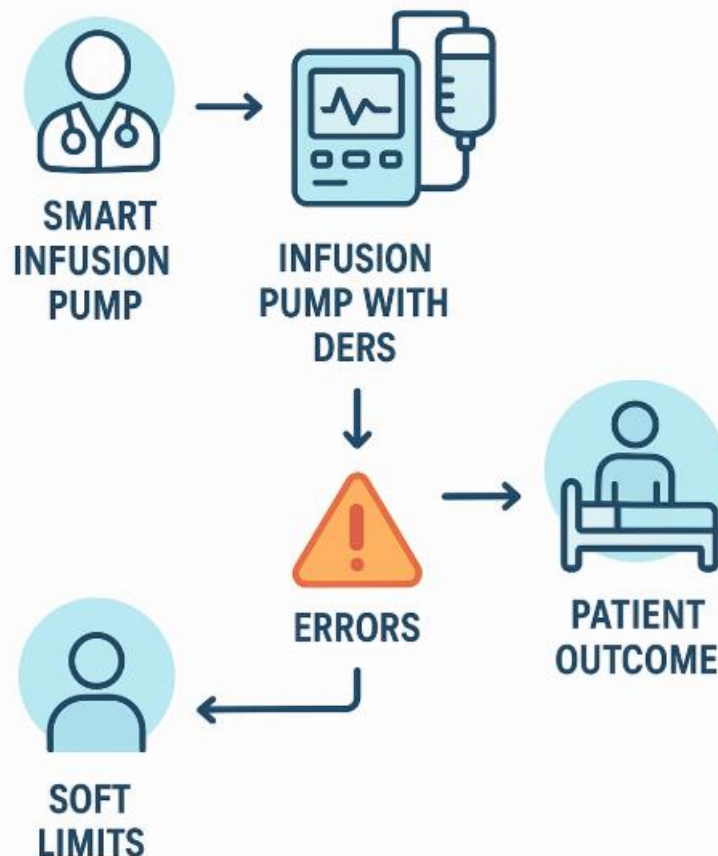 SMART
INFUSION
PUMP
INFUSION
PUMP WITH
DERS
ERRORS
PATIENT
OUTCOME
SOFT
LIMITS